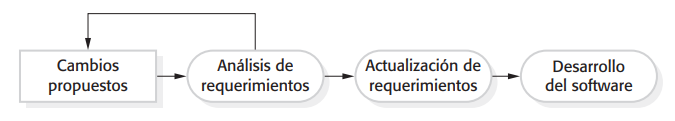 Cambios
propuestos
Análisis de
requerimientos
Actualización de
requerimientos
Desarrollo
del software